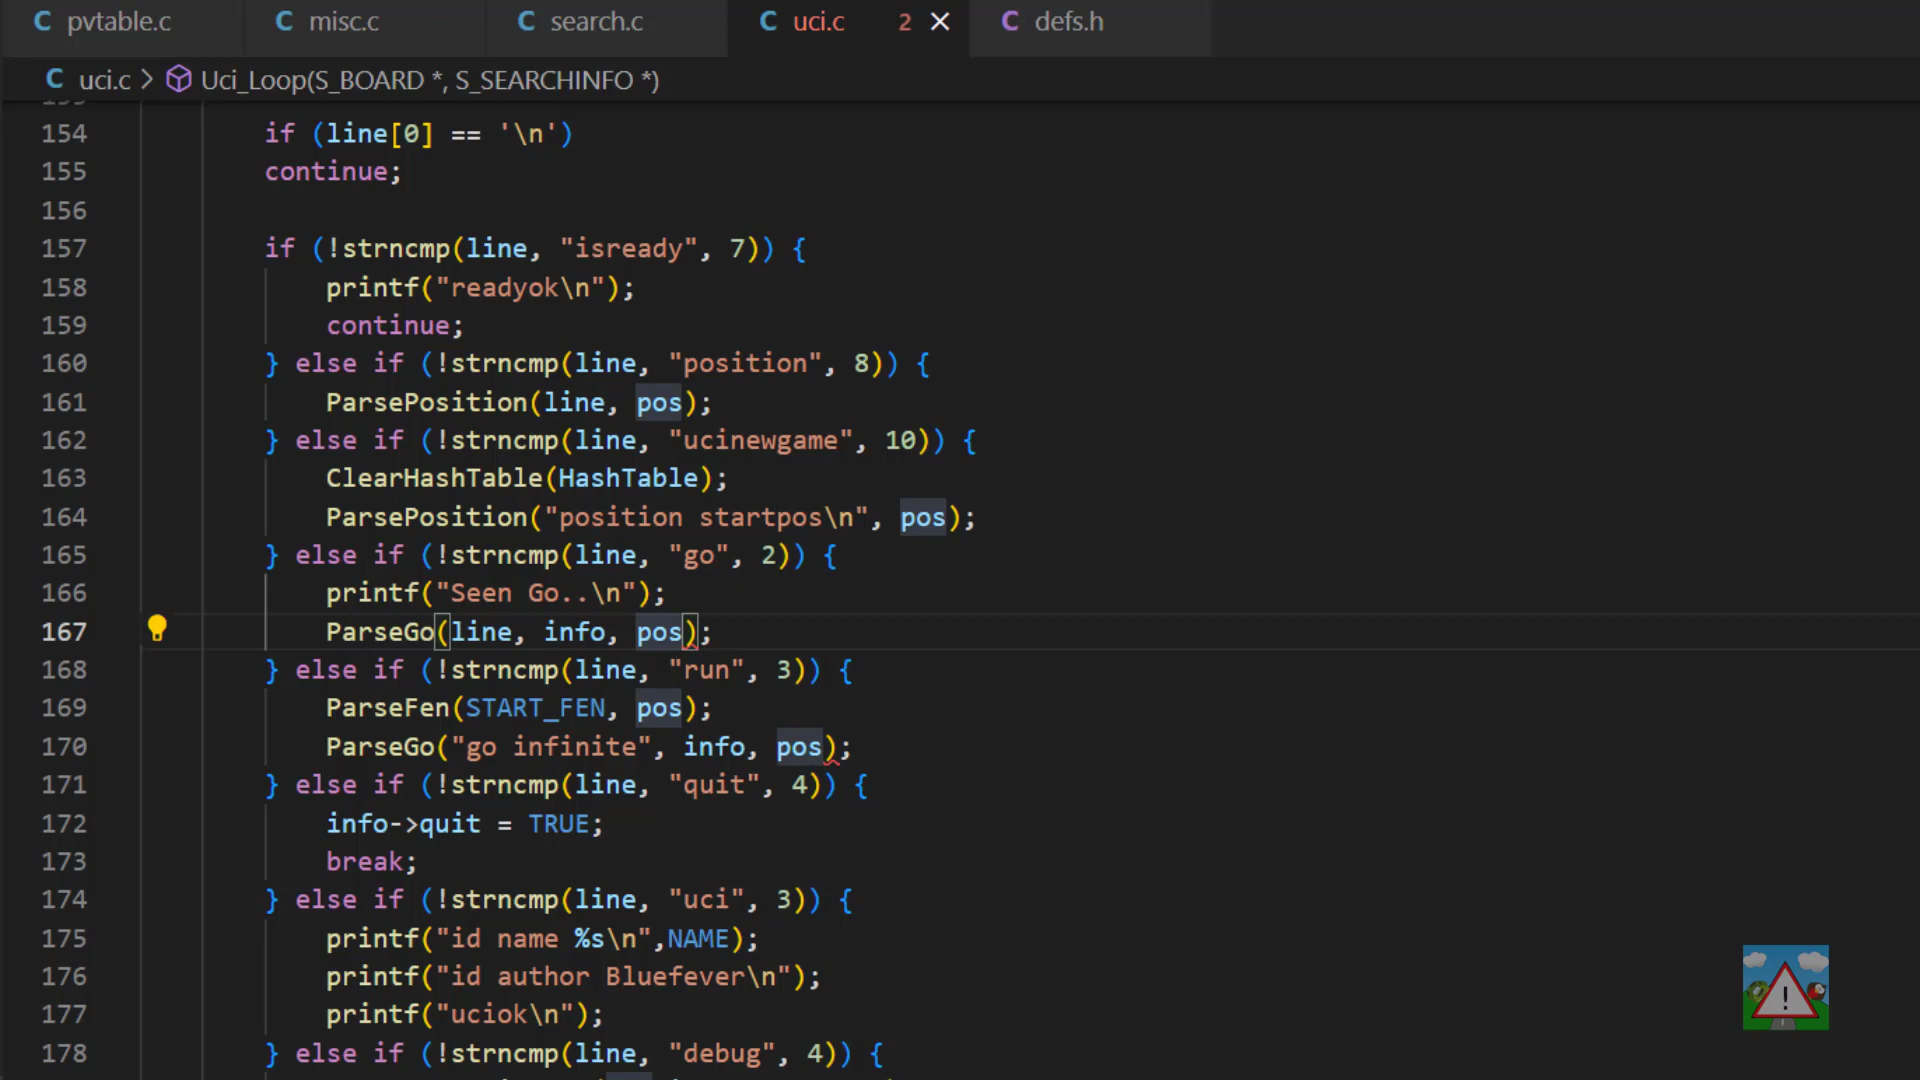 C pvtable.c C misc.c C search.c C uci.c 2 × C defs.h
C uci.c > Uci_Loop(S_BOARD *, S_SEARCHINFO *)
154 if (line[0] == '\n')
155 continue;
156
157 if (!strncmp(line, "isready", 7)) {
158 printf("readyok\n");
159 continue;
160 } else if (!strncmp(line, "position", 8)) {
161 ParsePosition(line, pos);
162 } else if (!strncmp(line, "ucinewgame", 10)) {
163 ClearHashTable(HashTable);
164 ParsePosition("position startpos\n", pos);
165 } else if (!strncmp(line, "go", 2)) {
166 printf("Seen Go..\n");
167 ParseGo(line, info, pos);
168 } else if (!strncmp(line, "run", 3)) {
169 ParseFen(START_FEN, pos);
170 ParseGo("go infinite", info, pos);
171 } else if (!strncmp(line, "quit", 4)) {
172 info->quit = TRUE;
173 break;
174 } else if (!strncmp(line, "uci", 3)) {
175 printf("id name %s\n",NAME);
176 printf("id author Bluefever\n");
177 printf("uciok\n");
178 } else if (!strncmp(line, "debug", 4)) {